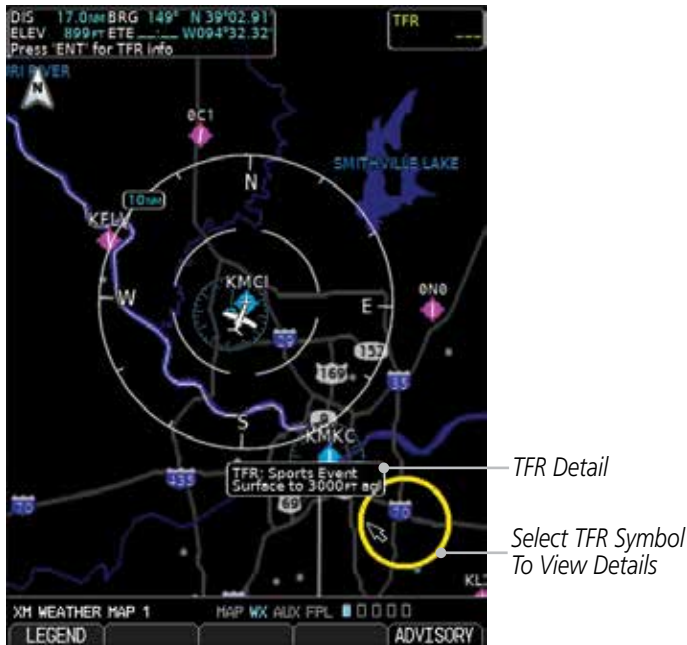 DIS 17.0NM BRG 149° N 39°02.91'
ELEV 899FT ETE __:__ W094°32.32'
Press 'ENT' for TFR info
TFR
IRI RIVER
N
0C1
SMITHVILLE LAKE
N
10NM
KFLV
KMCI
0N0
W
E
29
152
169
35
9
S
KMKC
435
TFR: Sports Event
Surface to 3000FT agl
TFR Detail
70
69
70
Select TFR Symbol
To View Details
XM WEATHER MAP 1
MAP WX AUX FPL
LEGEND
ADVISORY